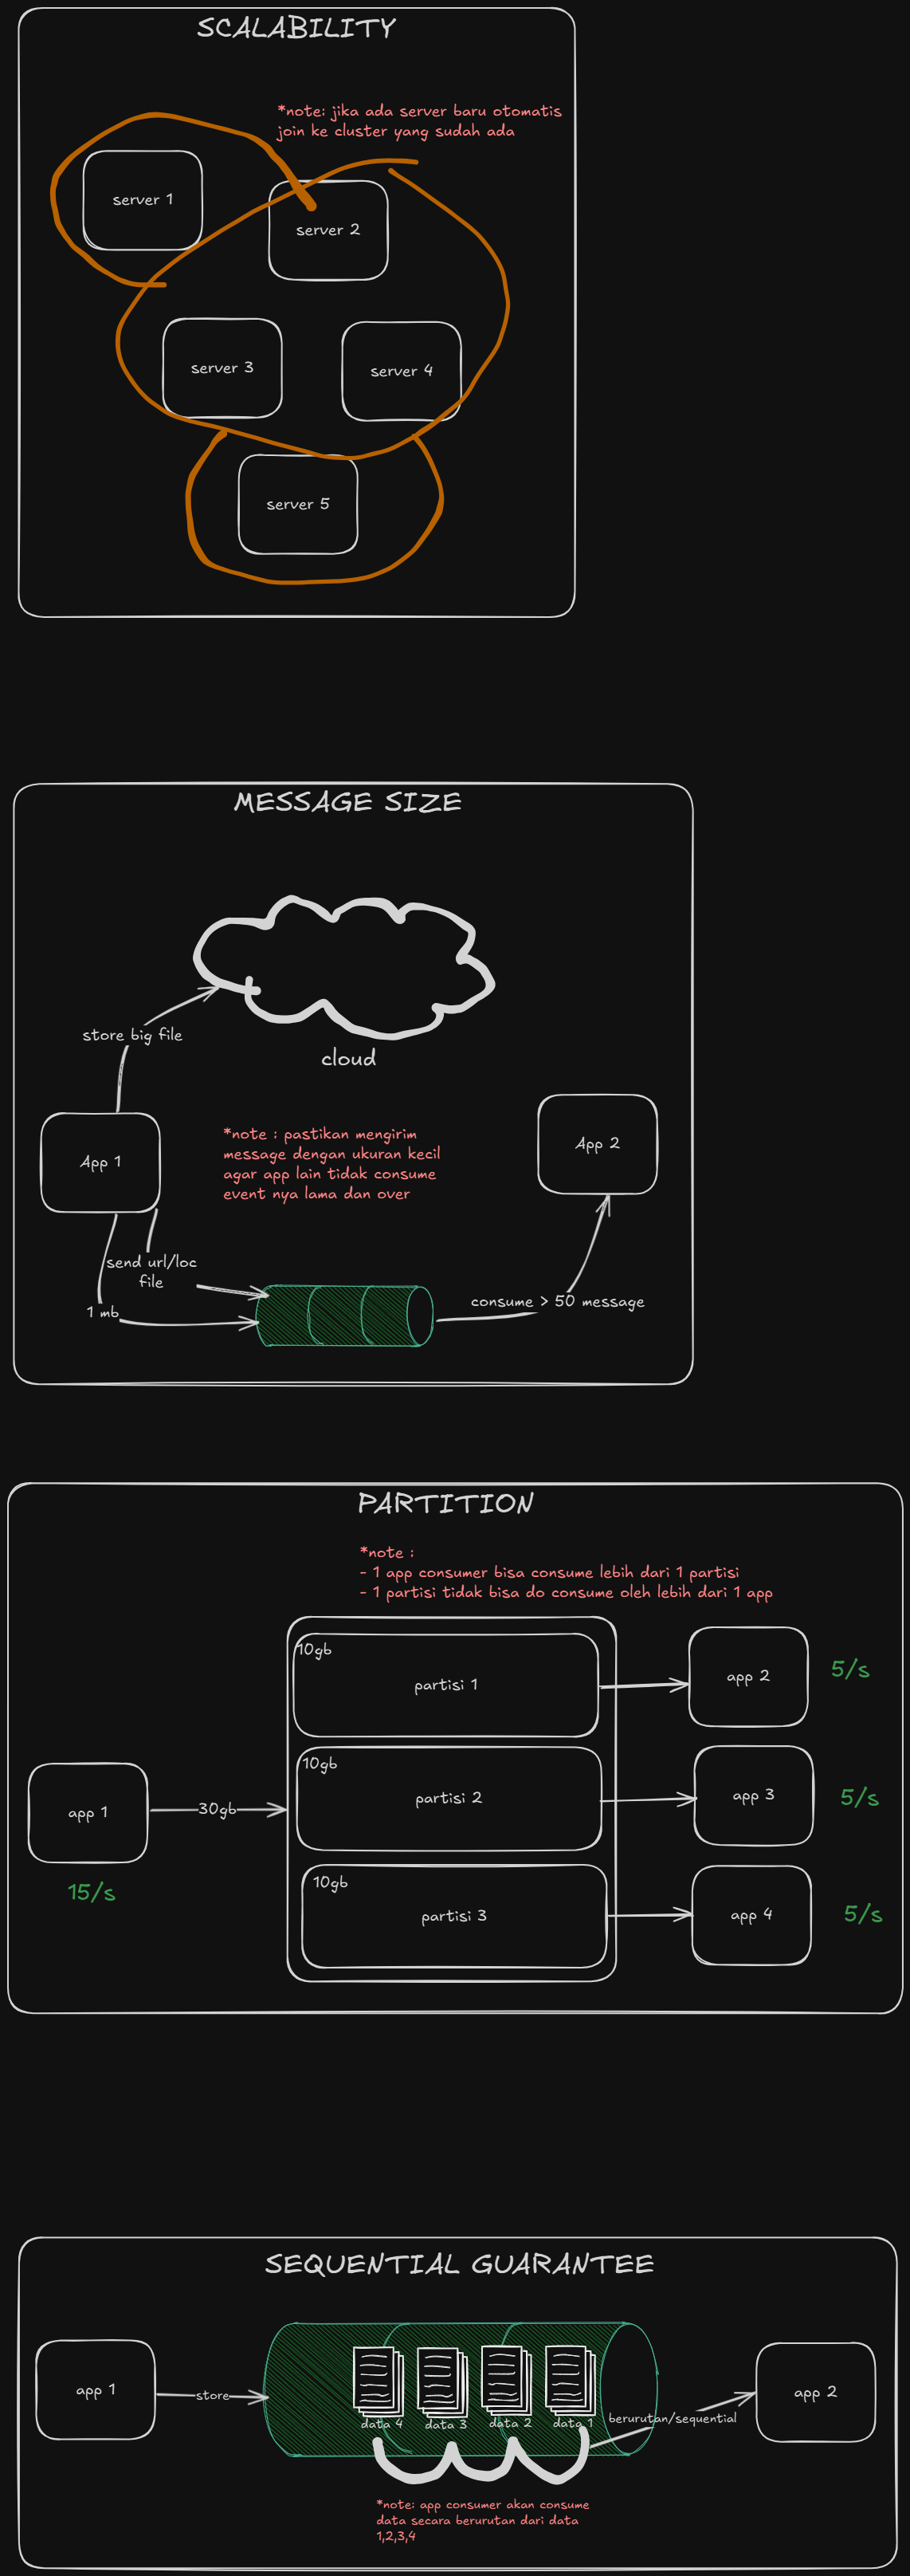 SCALABILITY
*note: jika ada server baru otomatis
join ke cluster yang sudah ada
server 1
server 2
server 3
server 4
server 5
MESSAGE SIZE
store big file
cloud
App 1
App 2
*note : pastikan mengirim
message dengan ukuran kecil
agar app lain tidak consume
event nya lama dan over
send url/loc
file
1 mb
consume > 50 message
PARTITION
*note :
- 1 app consumer bisa consume lebih dari 1 partisi
- 1 partisi tidak bisa do consume oleh lebih dari 1 app
10gb
partisi 1
app 2
5/s
10gb
partisi 2
app 3
5/s
app 1
30gb
15/s
10gb
partisi 3
app 4
5/s
SEQUENTIAL GUARANTEE
app 1
store
data 4
data 3
data 2
data 1
berurutan/sequential
app 2
*note: app consumer akan consume
data secara berurutan dari data
1,2,3,4